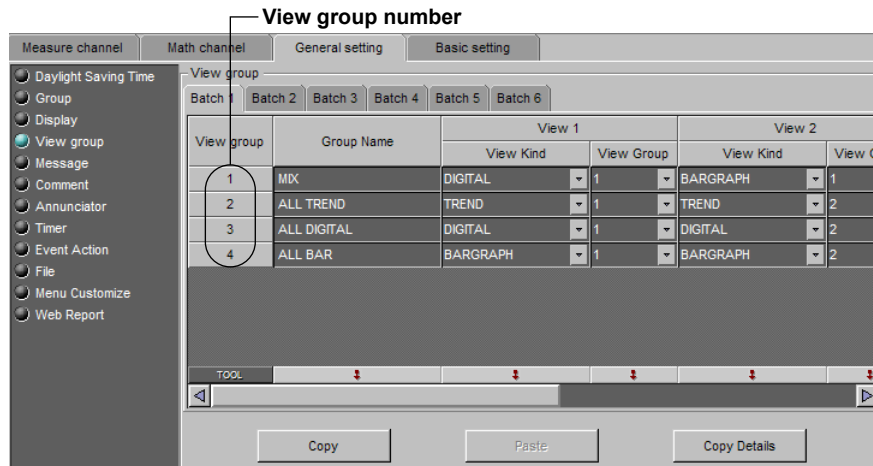 View group number
Measure channel Math channel General setting Basic setting
Daylight Saving Time
Group
Display
View group
Message
Comment
Annunciator
Timer
Event Action
File
Menu Customize
Web Report
View group
Batch 1 Batch 2 Batch 3 Batch 4 Batch 5 Batch 6
View group Group Name View 1 View 2
View Kind View Group View Kind View
1 MIX DIGITAL 1 BARGRAPH 1
2 ALL TREND TREND 1 TREND 2
3 ALL DIGITAL DIGITAL 1 DIGITAL 2
4 ALL BAR BARGRAPH 1 BARGRAPH 2
TOOL
Copy Paste Copy Details